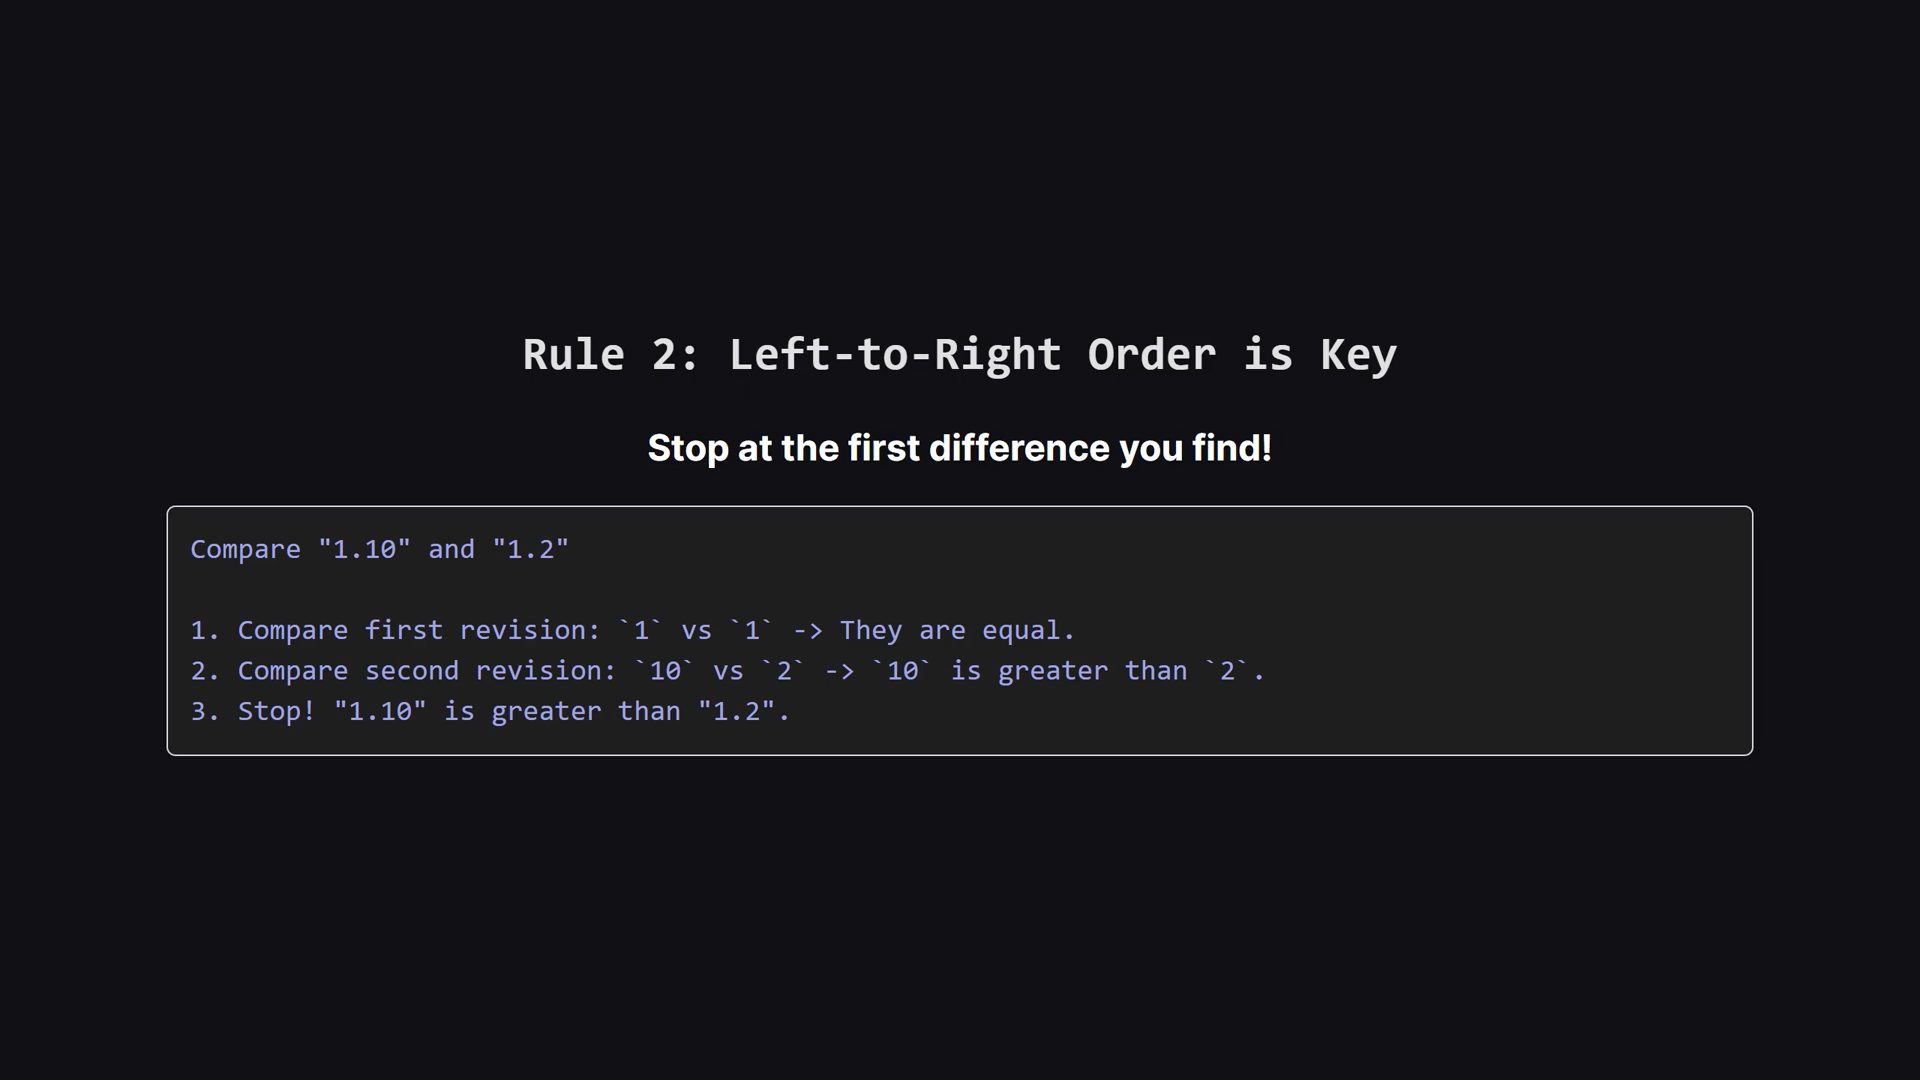 Rule 2: Left-to-Right Order is Key
Stop at the first difference you find!
Compare "1.10" and "1.2"
1. Compare first revision: `1` vs `1` -> They are equal.
2. Compare second revision: `10` vs `2` -> `10` is greater than `2`.
3. Stop! "1.10" is greater than "1.2".